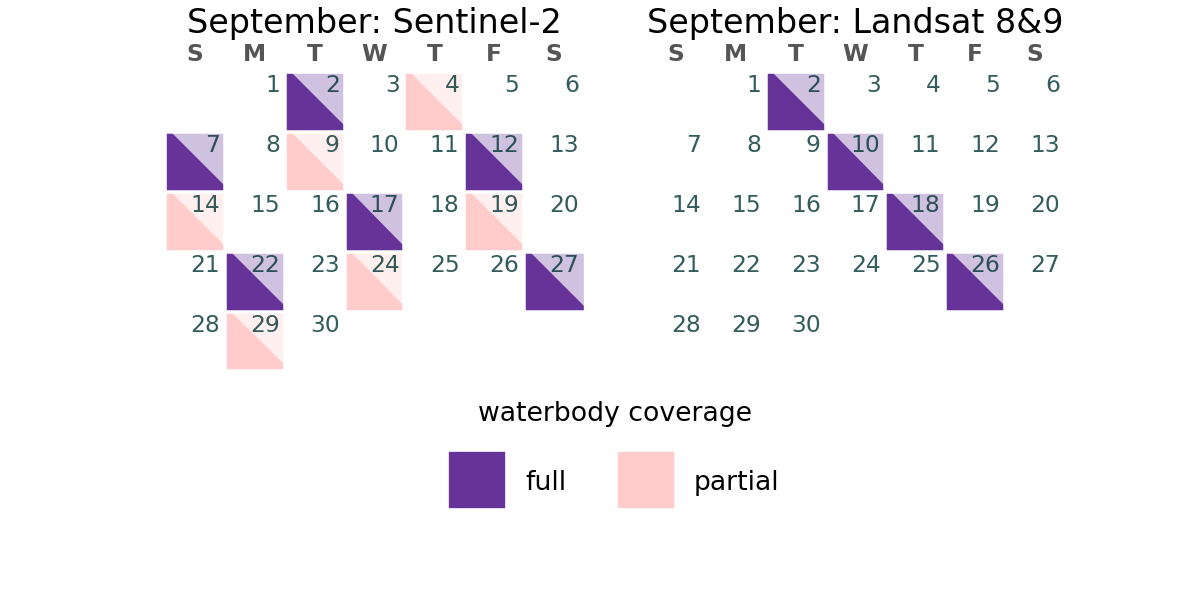 September: Sentinel-2
S M T W T F S
1 2 3 4 5 6
7 8 9 10 11 12 13
14 15 16 17 18 19 20
21 22 23 24 25 26 27
28 29 30
September: Landsat 8&9
S M T W T F S
1 2 3 4 5 6
7 8 9 10 11 12 13
14 15 16 17 18 19 20
21 22 23 24 25 26 27
28 29 30
waterbody coverage
full partial